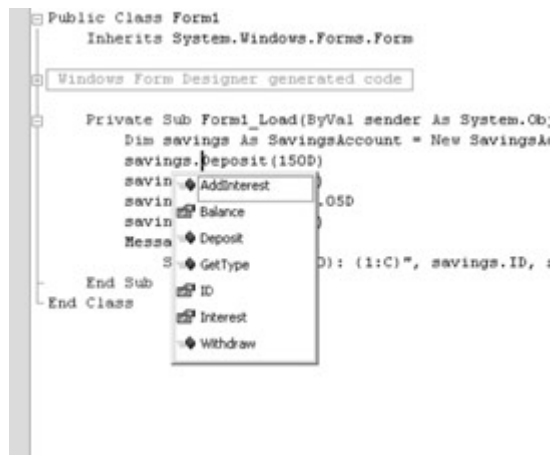 Public Class Form1
Inherits System.Windows.Forms.Form
Windows Form Designer generated code
Private Sub Form1_Load(ByVal sender As System.Obj
Dim savings As SavingsAccount = New SavingsAc
savings.Deposit(150D)
savin )
savin .05D
savin )
Messa
S D): (1:C)", savings.ID, s
End Sub
End Class
AddInterest
Balance
Deposit
GetType
ID
Interest
Withdraw